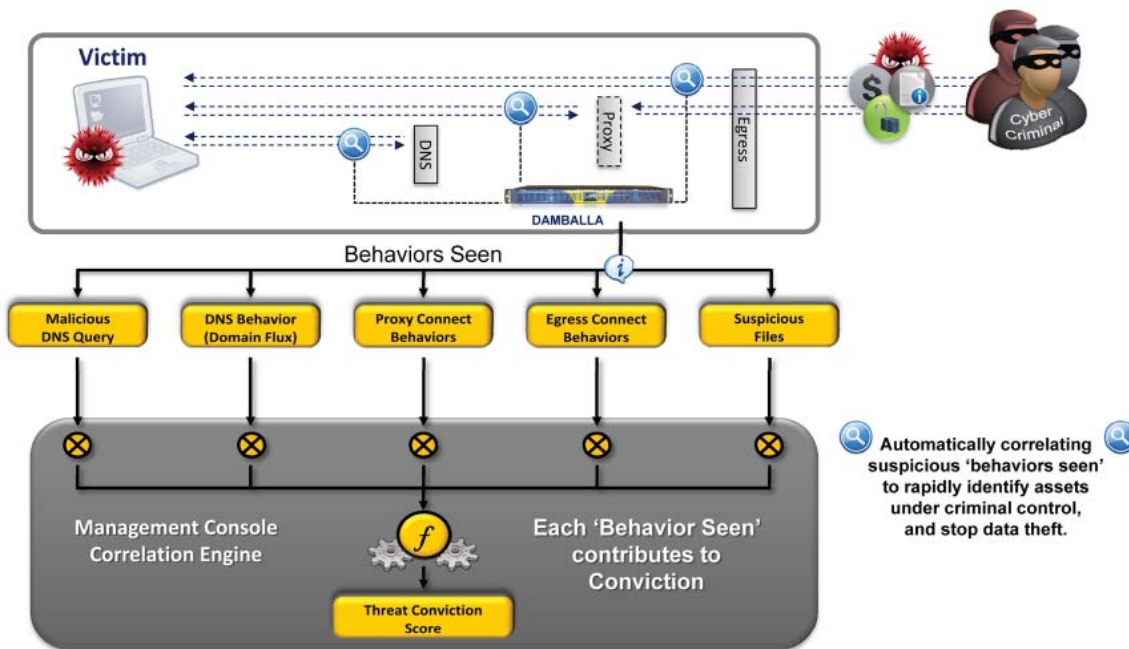 Victim
DNS
Proxy
Egress
$
i
Cyber
Criminal
DAMBALLA
Behaviors Seen
i
Malicious
DNS Query
DNS Behavior
(Domain Flux)
Proxy Connect
Behaviors
Egress Connect
Behaviors
Suspicious
Files
Management Console
Correlation Engine
f
Each ‘Behavior Seen’
contributes to
Conviction
Threat Conviction
Score
Automatically correlating
suspicious ‘behaviors seen’
to rapidly identify assets
under criminal control,
and stop data theft.